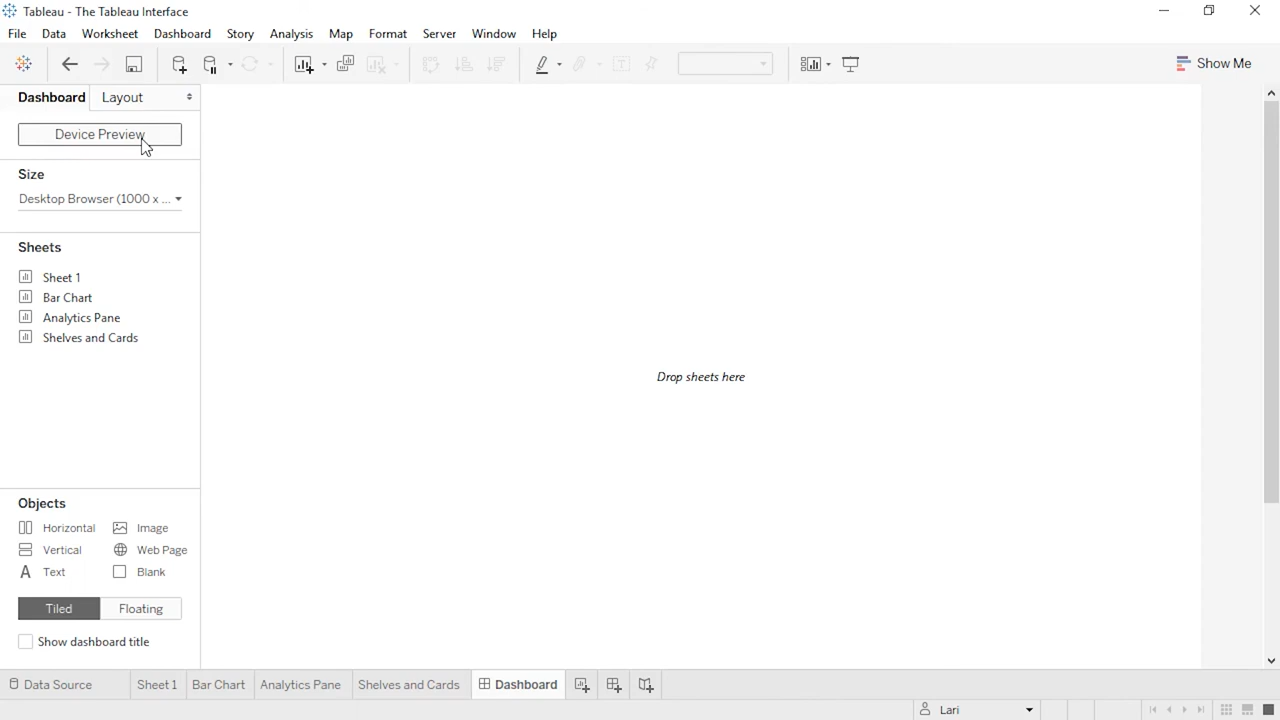 Tableau - The Tableau Interface
File Data Worksheet Dashboard Story Analysis Map Format Server Window Help
Show Me
Dashboard Layout
Device Preview
Size
Desktop Browser (1000 x ...
Sheets
Sheet 1
Bar Chart
Analytics Pane
Shelves and Cards
Drop sheets here
Objects
Horizontal Image
Vertical Web Page
A Text Blank
Tiled Floating
Show dashboard title
Data Source Sheet 1 Bar Chart Analytics Pane Shelves and Cards Dashboard
Lari